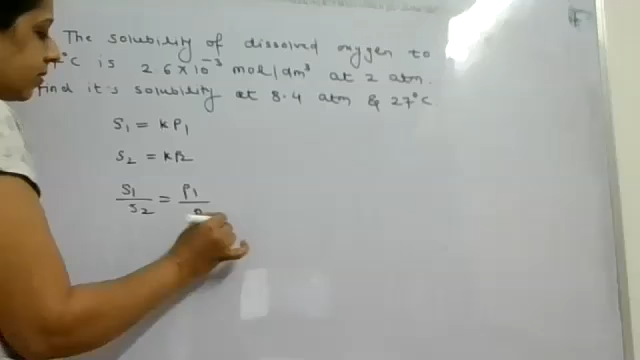 The solubility of dissolved oxygen to
7°C is 2.6 x 10⁻³ mol/dm³ at 2 atm.
find it's solubility at 8.4 atm & 27°C.
S₁ = KP₁
S₂ = KP₂
S₁/S₂ = P₁/P